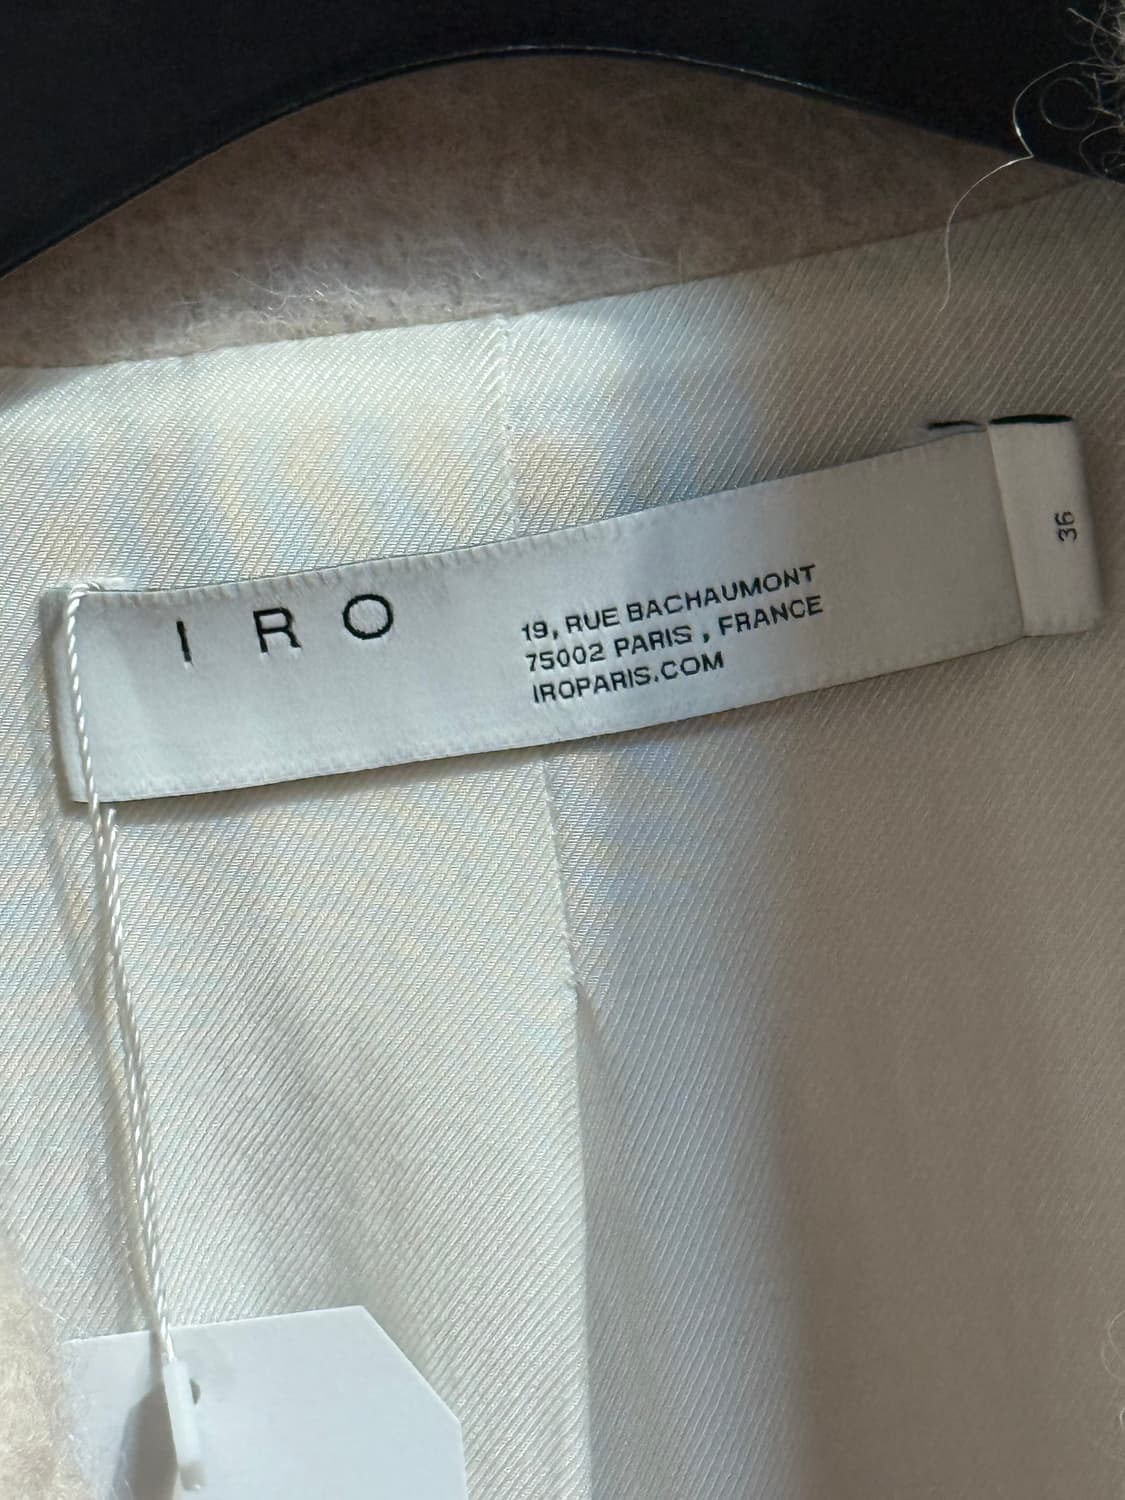 I R O
19, RUE BACHAUMONT
75002 PARIS , FRANCE
IROPARIS.COM
36